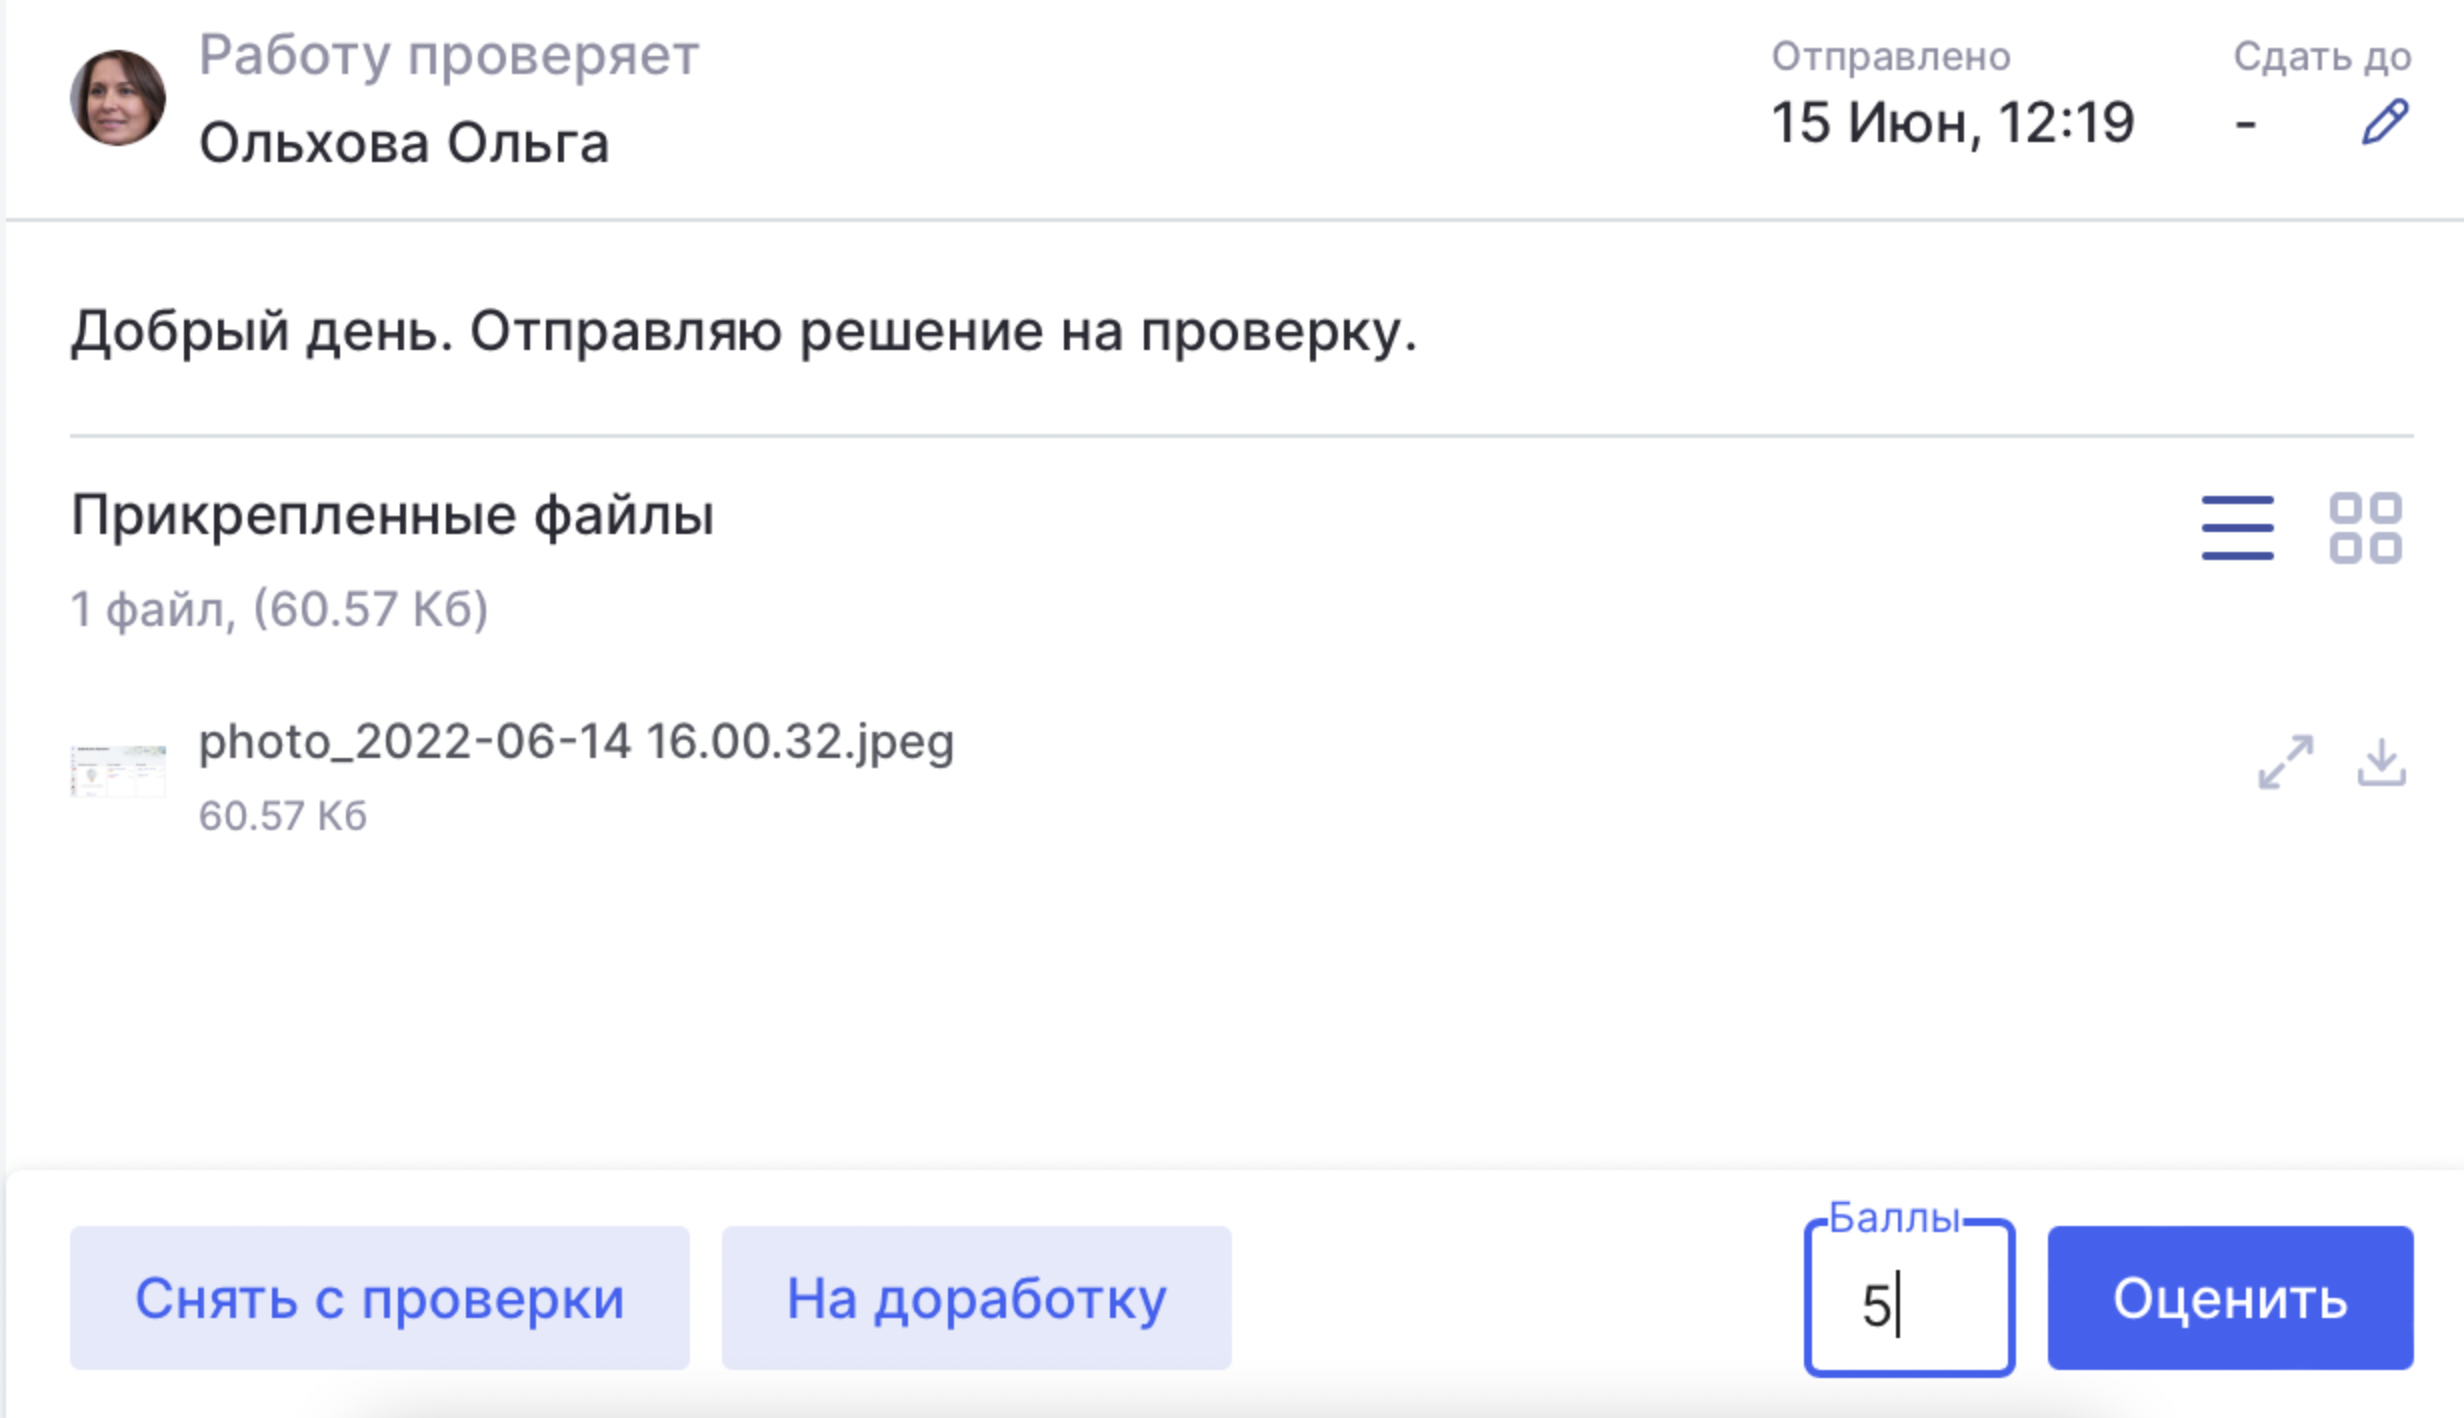 Работу проверяет
Ольхова Ольга
Отправлено
15 Июн, 12:19
Сдать до
-
Добрый день. Отправляю решение на проверку.
Прикрепленные файлы
1 файл, (60.57 Кб)
photo_2022-06-14 16.00.32.jpeg
60.57 Кб
Снять с проверки
На доработку
Баллы
5
Оценить